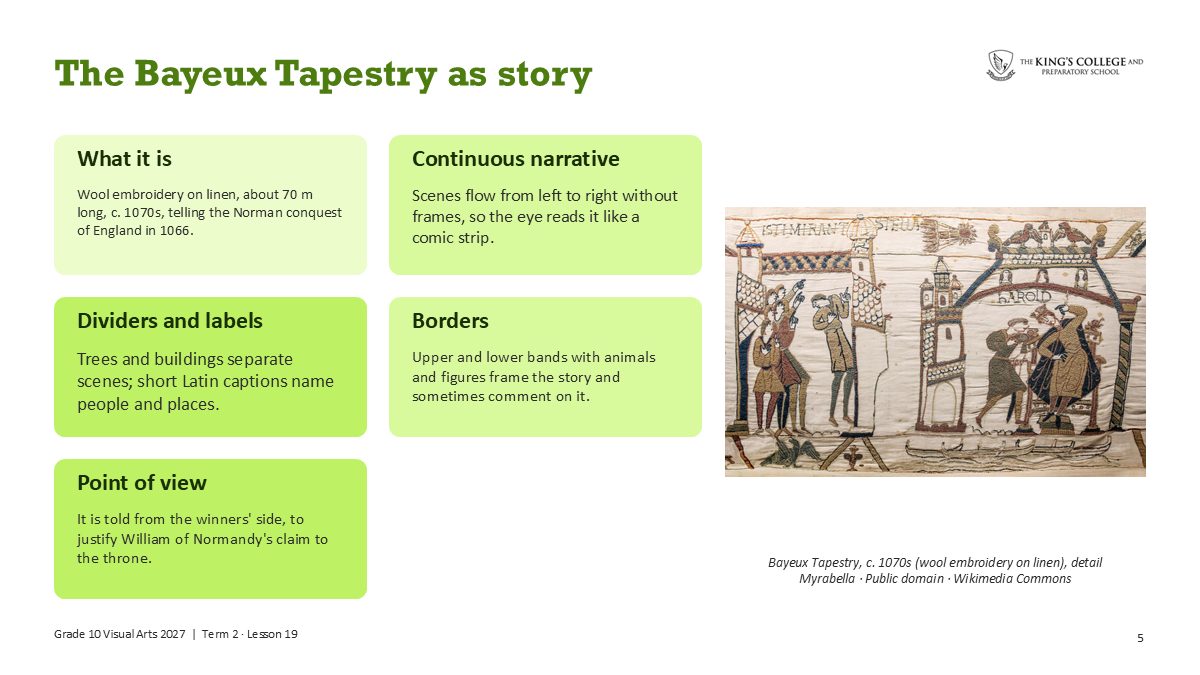 The Bayeux Tapestry as story
THE KING'S COLLEGE AND
PREPARATORY SCHOOL
What it is
Wool embroidery on linen, about 70 m
long, c. 1070s, telling the Norman conquest
of England in 1066.
Continuous narrative
Scenes flow from left to right without
frames, so the eye reads it like a
comic strip.
Dividers and labels
Trees and buildings separate
scenes; short Latin captions name
people and places.
Borders
Upper and lower bands with animals
and figures frame the story and
sometimes comment on it.
Point of view
It is told from the winners' side, to
justify William of Normandy's claim to
the throne.
ISTI MIRANT STELLA
HAROLD
Bayeux Tapestry, c. 1070s (wool embroidery on linen), detail
Myrabella · Public domain · Wikimedia Commons
Grade 10 Visual Arts 2027 | Term 2 · Lesson 19
5